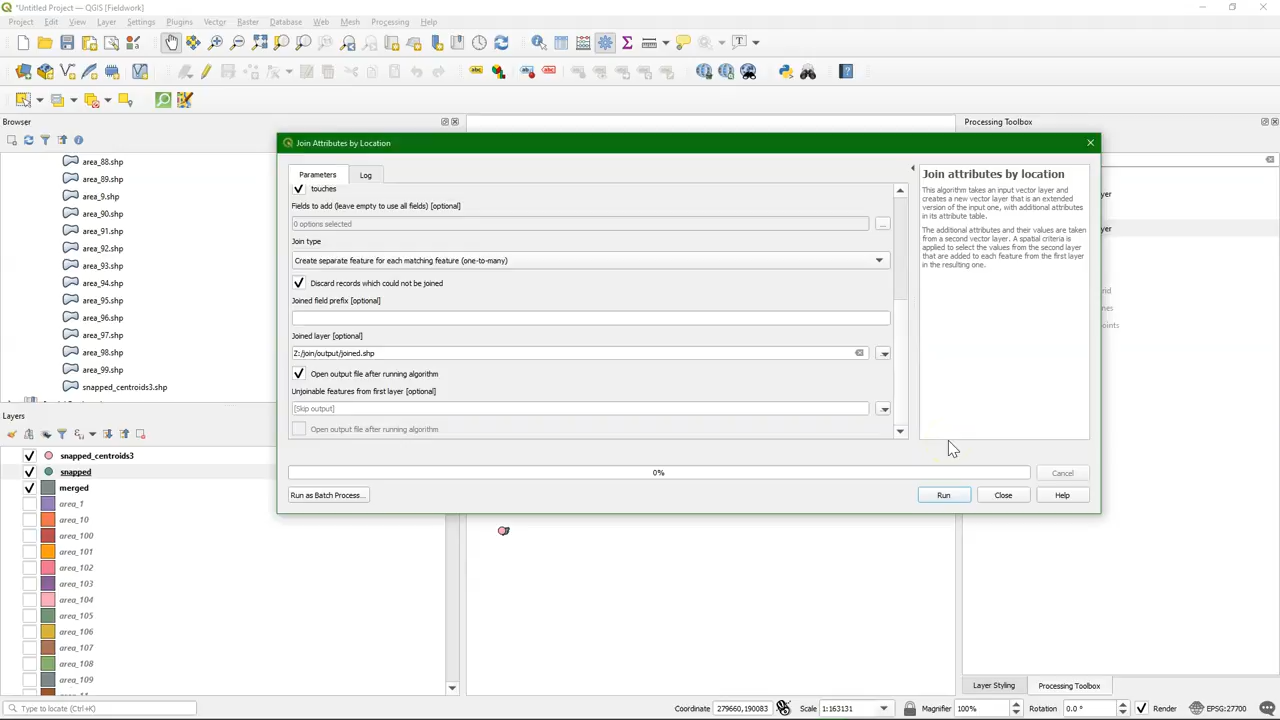 *Untitled Project — QGIS [Fieldwork]
Project Edit View Layer Settings Plugins Vector Raster Database Web Mesh Processing Help
Browser
Processing Toolbox
Join Attributes by Location
area_88.shp
area_89.shp
area_9.shp
area_90.shp
area_91.shp
area_92.shp
area_93.shp
area_94.shp
area_95.shp
area_96.shp
area_97.shp
area_98.shp
area_99.shp
snapped_centroids3.shp
Parameters Log
touches
Fields to add (leave empty to use all fields) [optional]
0 options selected
...
Join type
Create separate feature for each matching feature (one-to-many)
Discard records which could not be joined
Joined field prefix [optional]
Joined layer [optional]
Z:/join/output/joined.shp
Open output file after running algorithm
Unjoinable features from first layer [optional]
[Skip output]
Open output file after running algorithm
Join attributes by location
This algorithm takes an input vector layer and
creates a new vector layer that is an extended
version of the input one, with additional attributes
in its attribute table.
The additional attributes and their values are taken
from a second vector layer. A spatial criteria is
applied to select the values from the second layer
that are added to each feature from the first layer
in the resulting one.
0%
Cancel
Run as Batch Process...
Run Close Help
Layers
snapped_centroids3
snapped
merged
area_1
area_10
area_100
area_101
area_102
area_103
area_104
area_105
area_106
area_107
area_108
area_109
Layer Styling Processing Toolbox
Type to locate (Ctrl+K)
Coordinate 279660,190083 Scale 1:163131 Magnifier 100% Rotation 0.0 ° Render EPSG:27700